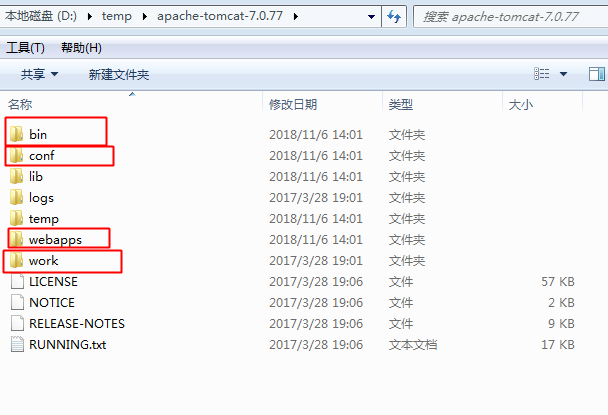 本地磁盘 (D:) ▸ temp ▸ apache-tomcat-7.0.77 ▸ 搜索 apache-tomcat-7.0.77
工具(T) 帮助(H)
共享 新建文件夹
名称 修改日期 类型 大小
bin 2018/11/6 14:01 文件夹
conf 2018/11/6 14:01 文件夹
lib 2018/11/6 14:01 文件夹
logs 2017/3/28 19:01 文件夹
temp 2018/11/6 14:01 文件夹
webapps 2018/11/6 14:01 文件夹
work 2017/3/28 19:01 文件夹
LICENSE 2017/3/28 19:06 文件 57 KB
NOTICE 2017/3/28 19:06 文件 2 KB
RELEASE-NOTES 2017/3/28 19:06 文件 9 KB
RUNNING.txt 2017/3/28 19:06 文本文档 17 KB